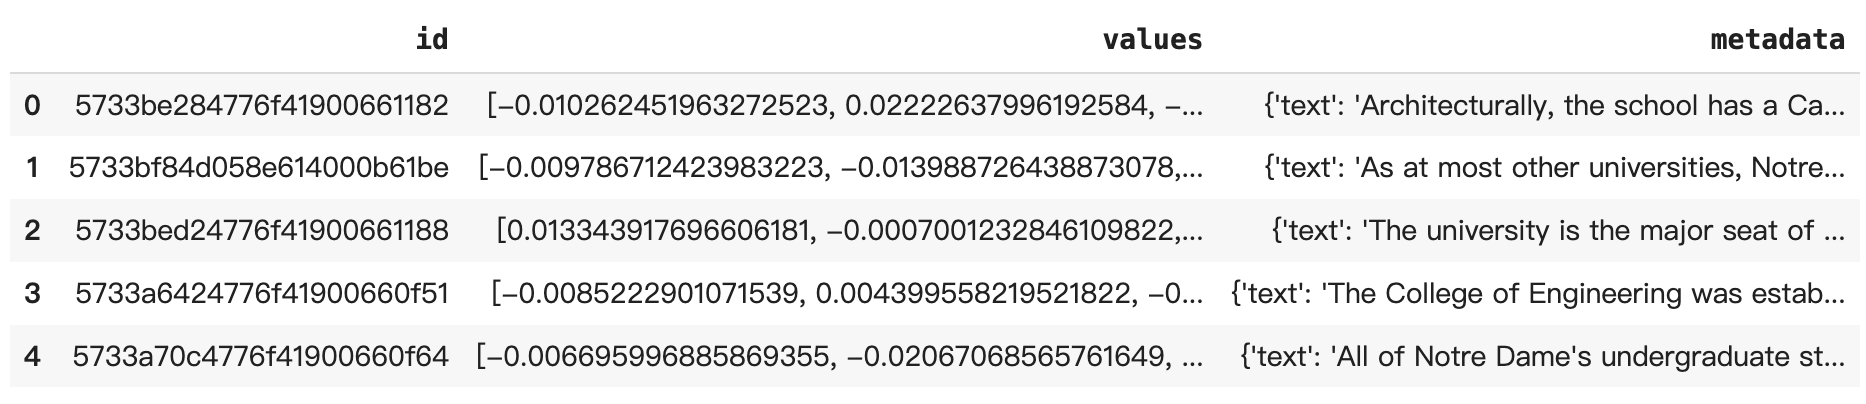 id values metadata
0 5733be284776f41900661182 [-0.010262451963272523, 0.02222637996192584, -... {'text': 'Architecturally, the school has a Ca...
1 5733bf84d058e614000b61be [-0.009786712423983223, -0.013988726438873078,... {'text': 'As at most other universities, Notre...
2 5733bed24776f41900661188 [0.013343917696606181, -0.0007001232846109822,... {'text': 'The university is the major seat of ...
3 5733a6424776f41900660f51 [-0.0085222901071539, 0.004399558219521822, -0... {'text': 'The College of Engineering was estab...
4 5733a70c4776f41900660f64 [-0.006695996885869355, -0.02067068565761649, ... {'text': 'All of Notre Dame's undergraduate st...